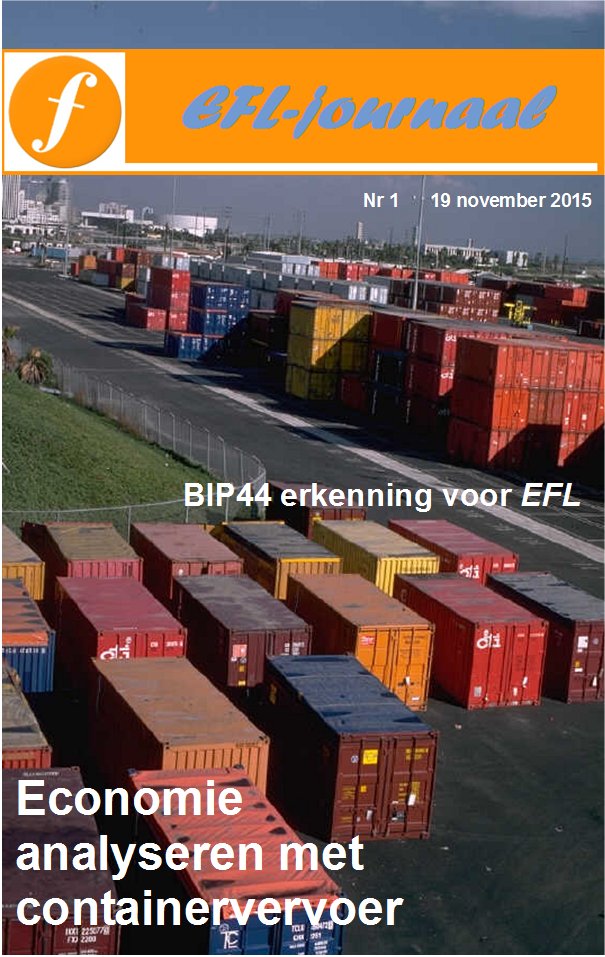 f
EFL-journaal
Nr 1 · 19 november 2015
BIP44 erkenning voor EFL
Economie
analyseren met
containervervoer